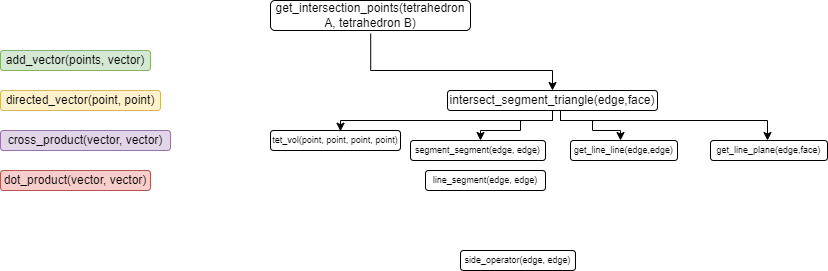 get_intersection_points(tetrahedron
A, tetrahedron B)
add_vector(points, vector)
directed_vector(point, point)
intersect_segment_triangle(edge,face)
cross_product(vector, vector)
tet_vol(point, point, point, point)
segment_segment(edge, edge)
get_line_line(edge,edge)
get_line_plane(edge,face)
dot_product(vector, vector)
line_segment(edge, edge)
side_operator(edge, edge)